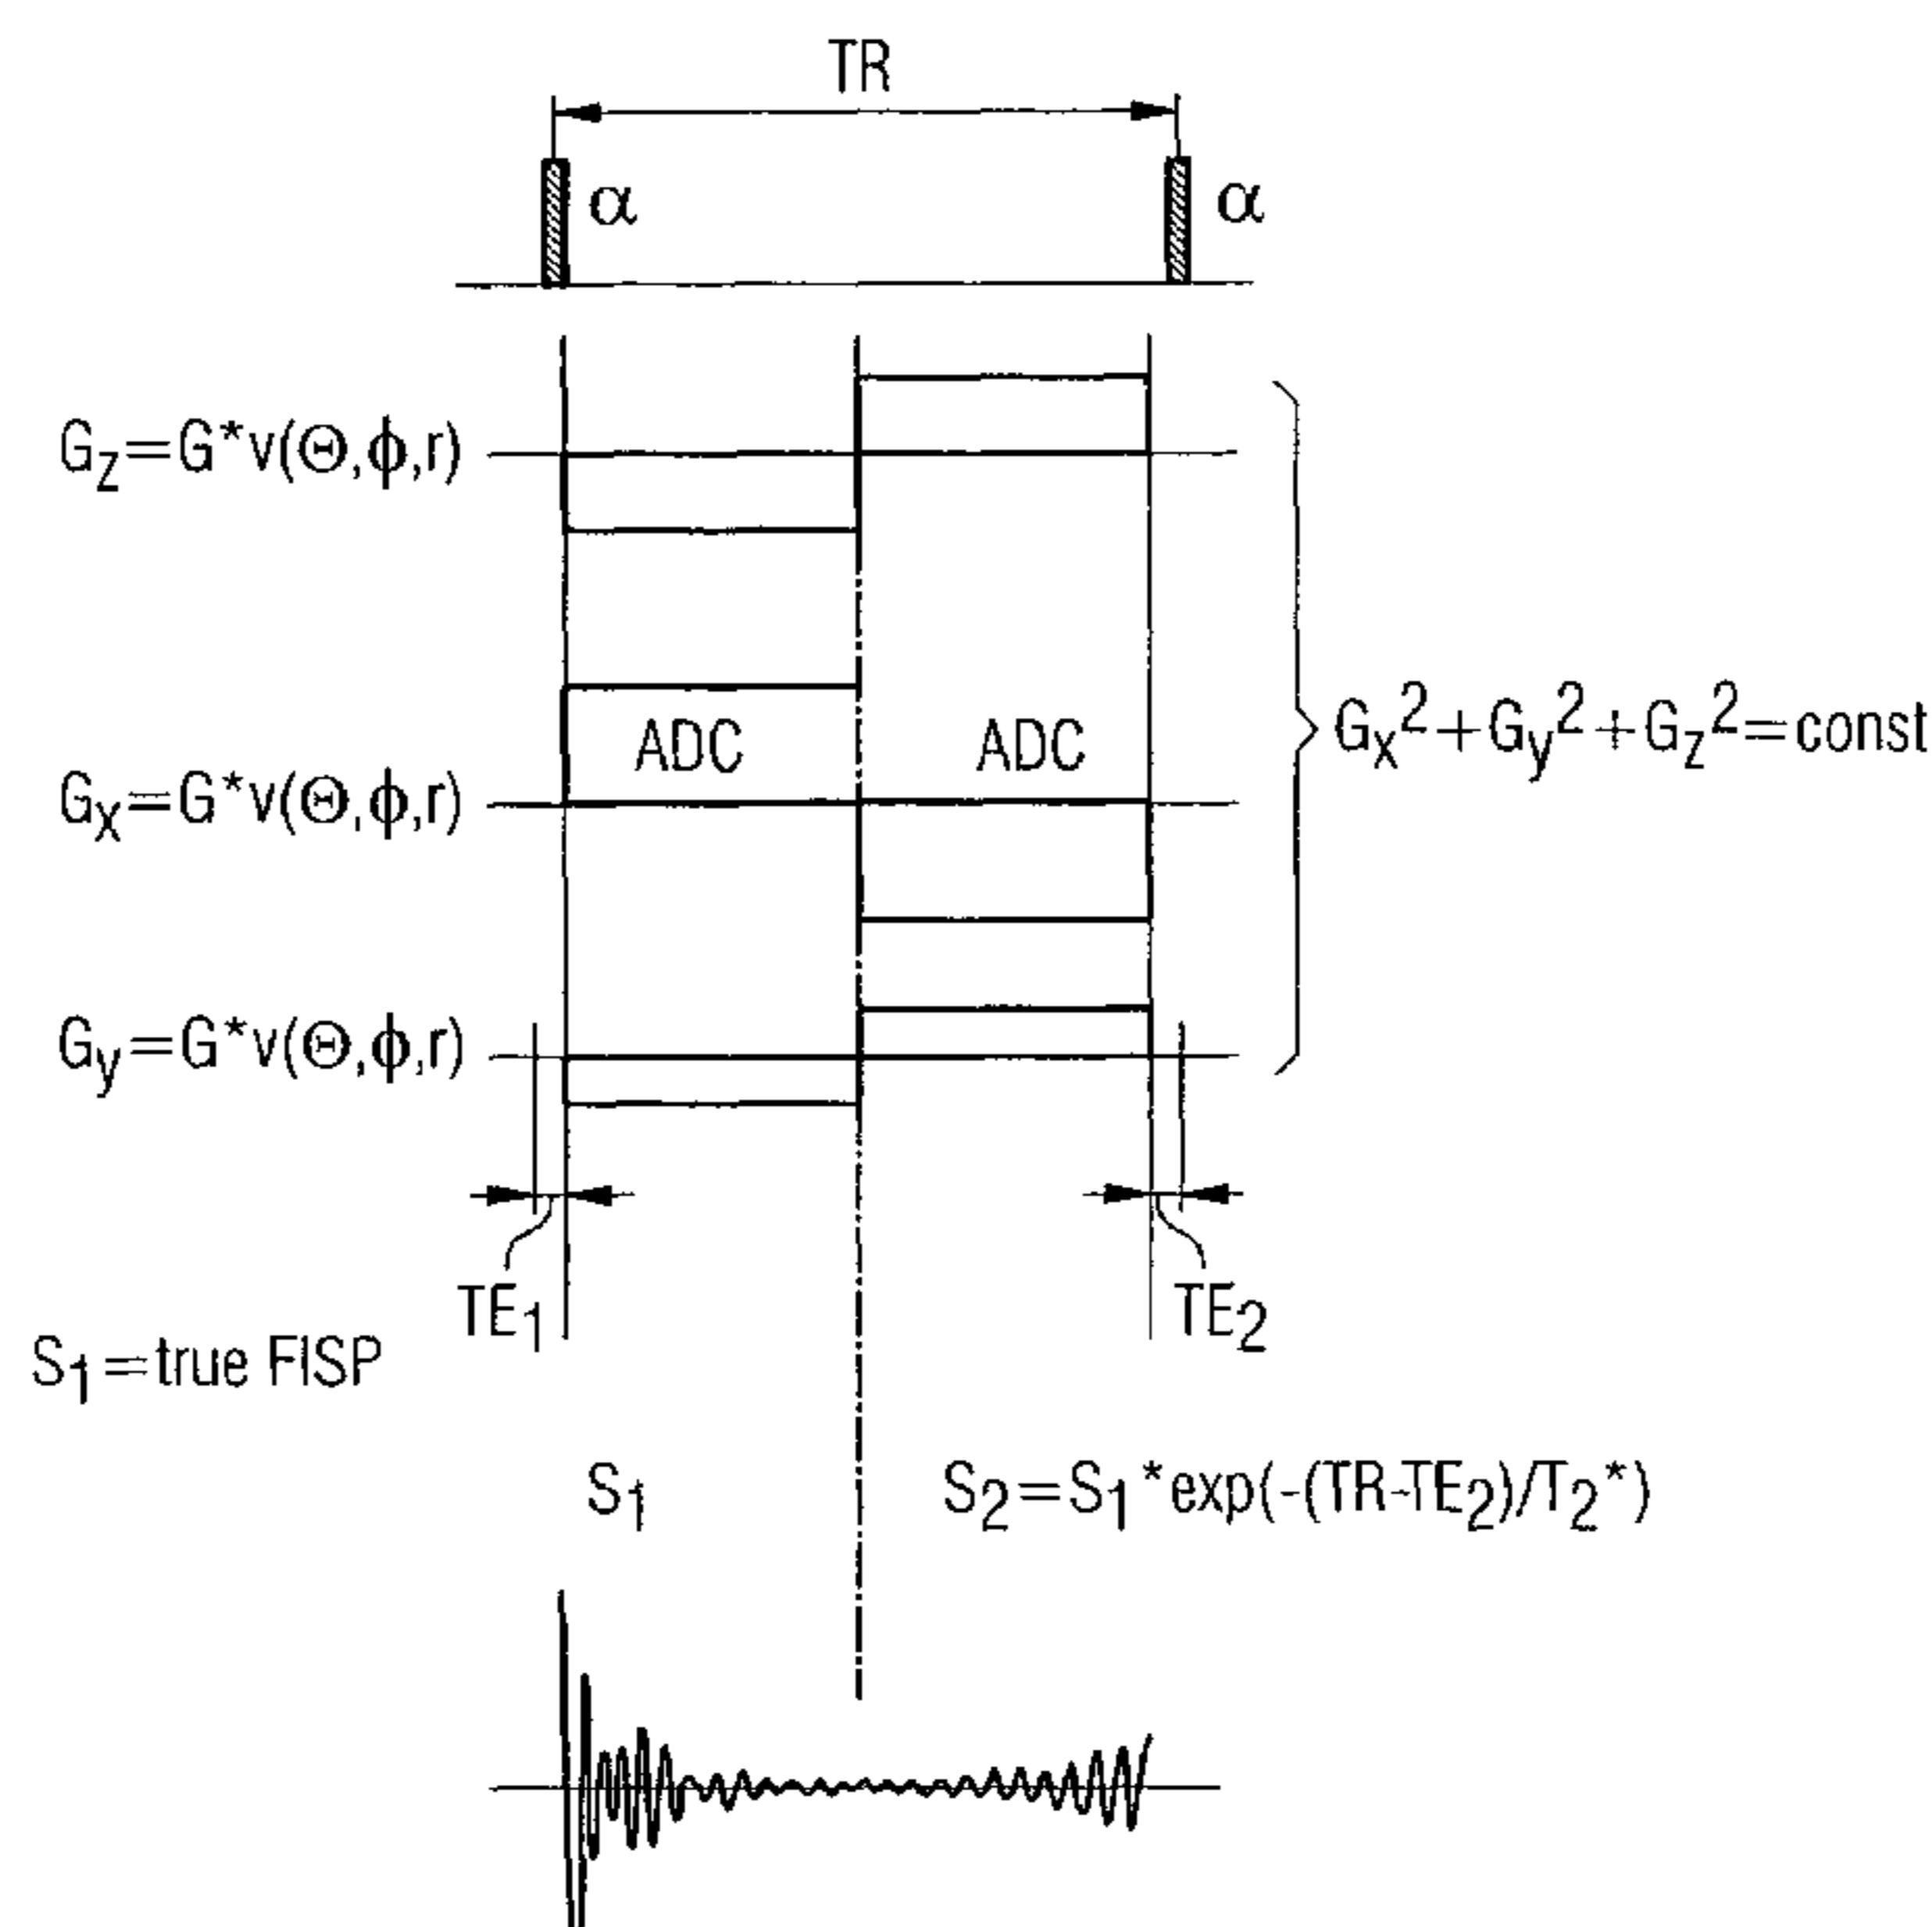 TR
α α
G_z=G*v(Θ,ϕ,r)
ADC ADC
G_x=G*v(Θ,ϕ,r)
G_x^2+G_y^2+G_z^2=const
G_y=G*v(Θ,ϕ,r)
TE_1 TE_2
S_1=true FISP
S_1 S_2=S_1*exp(-(TR-TE_2)/T_2*)